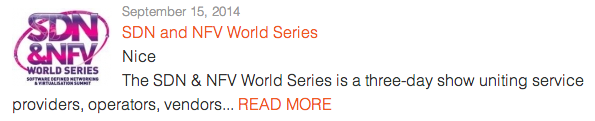 SDN
&NFV
WORLD SERIES
SOFTWARE DEFINED NETWORKING
& VIRTUALISATION SUMMIT
September 15, 2014
SDN and NFV World Series
Nice
The SDN & NFV World Series is a three-day show uniting service
providers, operators, vendors... READ MORE